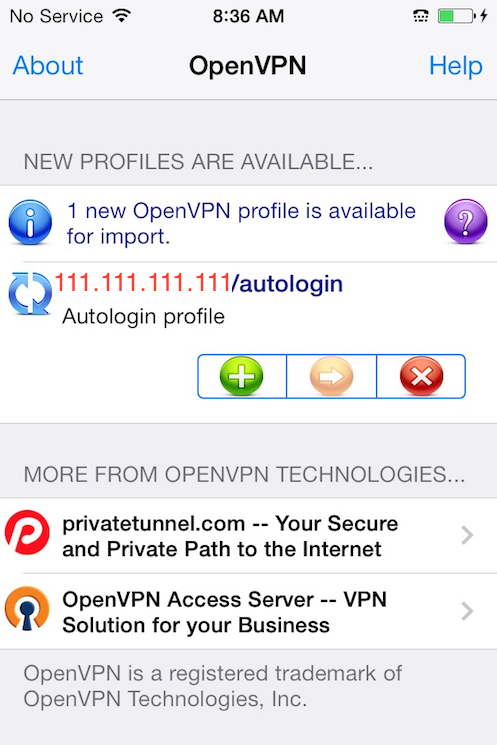 No Service 8:36 AM
About OpenVPN Help
NEW PROFILES ARE AVAILABLE...
1 new OpenVPN profile is available
for import.
111.111.111.111/autologin
Autologin profile
MORE FROM OPENVPN TECHNOLOGIES...
privatetunnel.com -- Your Secure
and Private Path to the Internet
OpenVPN Access Server -- VPN
Solution for your Business
OpenVPN is a registered trademark of
OpenVPN Technologies, Inc.